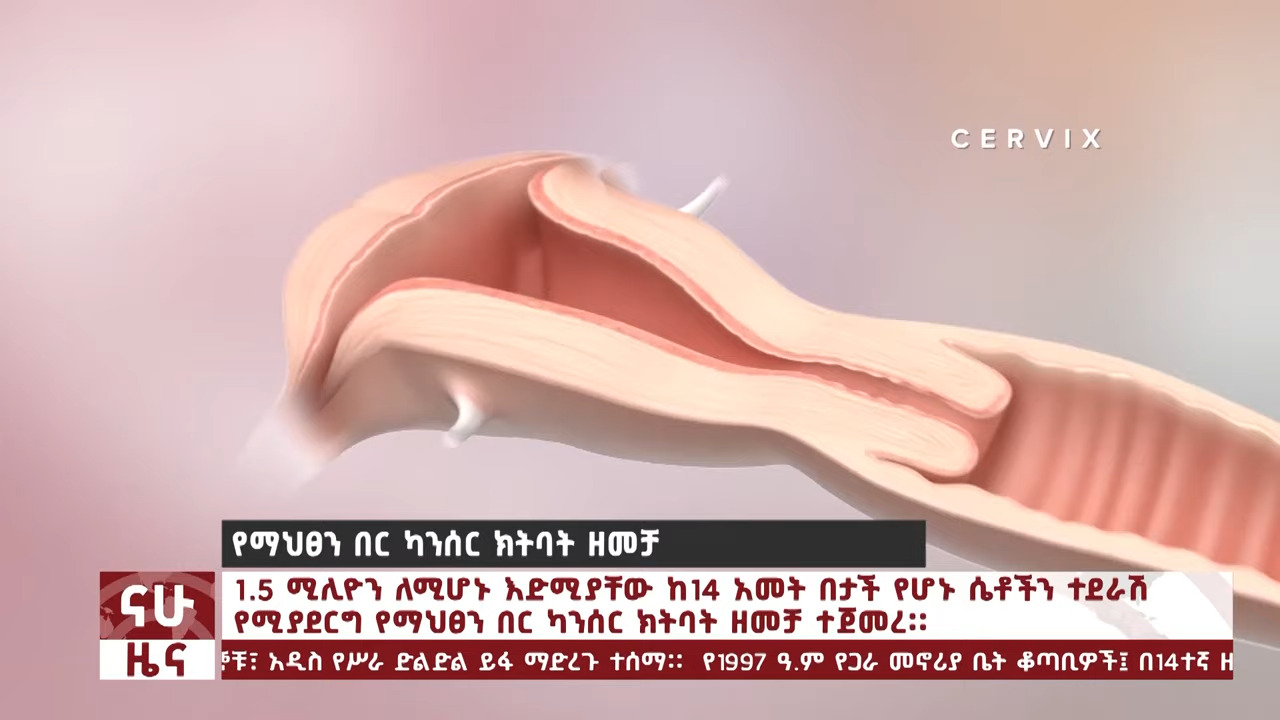 CERVIX
የማህፀን በር ካንሰር ክትባት ዘመቻ
1.5 ሚሊዮን ለሚሆኑ እድሚያቸው ከ14 አመት በታች የሆኑ ሴቶችን ተደራሽ
የሚያደርግ የማህፀን በር ካንሰር ክትባት ዘመቻ ተጀመረ፡፡
ናሁ
ዜና
አዲስ የሥራ ድልድል ይፋ ማድረጉ ተሰማ፡፡ የ1997 ዓ.ም የጋራ መኖሪያ ቤት ቆጣቢዎች፤ በ14ተኛ